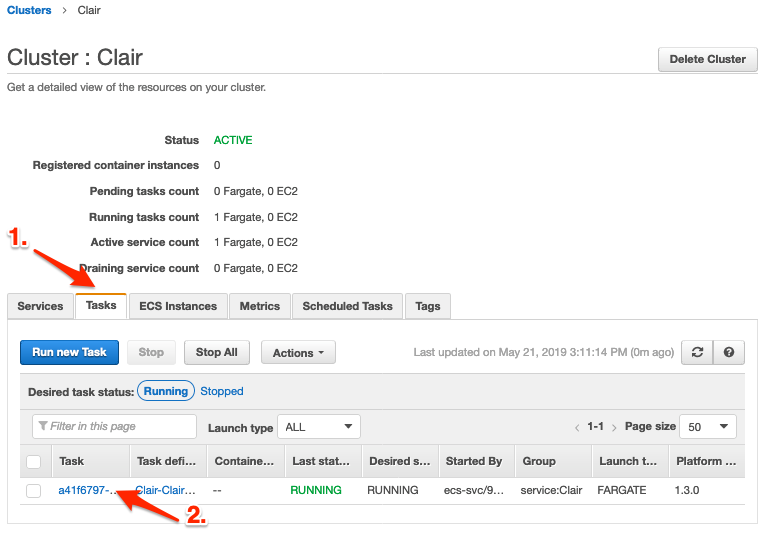 Clusters > Clair
Cluster : Clair
Delete Cluster
Get a detailed view of the resources on your cluster.
Status ACTIVE
Registered container instances 0
Pending tasks count 0 Fargate, 0 EC2
Running tasks count 1 Fargate, 0 EC2
1.
Active service count 1 Fargate, 0 EC2
Draining service count 0 Fargate, 0 EC2
Services Tasks ECS Instances Metrics Scheduled Tasks Tags
Run new Task Stop Stop All Actions Last updated on May 21, 2019 3:11:14 PM (0m ago)
Desired task status: Running Stopped
Filter in this page Launch type ALL < 1-1 > Page size 50
Task Task defi... Containe... Last stat... Desired s... Started By Group Launch t... Platform ...
a41f6797-... Clair-Clair... -- RUNNING RUNNING ecs-svc/9... service:Clair FARGATE 1.3.0
2.